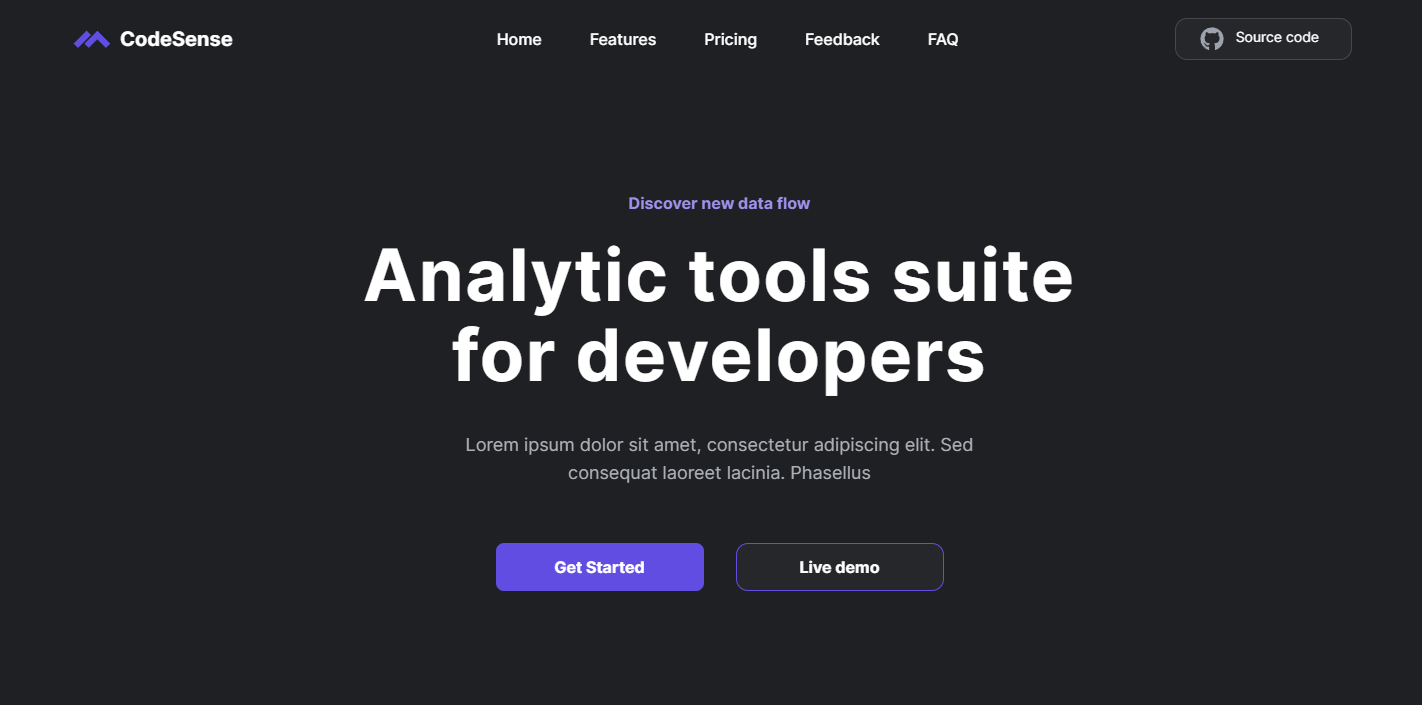 CodeSense
Home
Features
Pricing
Feedback
FAQ
Source code
Discover new data flow
Analytic tools suite
for developers
Lorem ipsum dolor sit amet, consectetur adipiscing elit. Sed
consequat laoreet lacinia. Phasellus
Get Started
Live demo